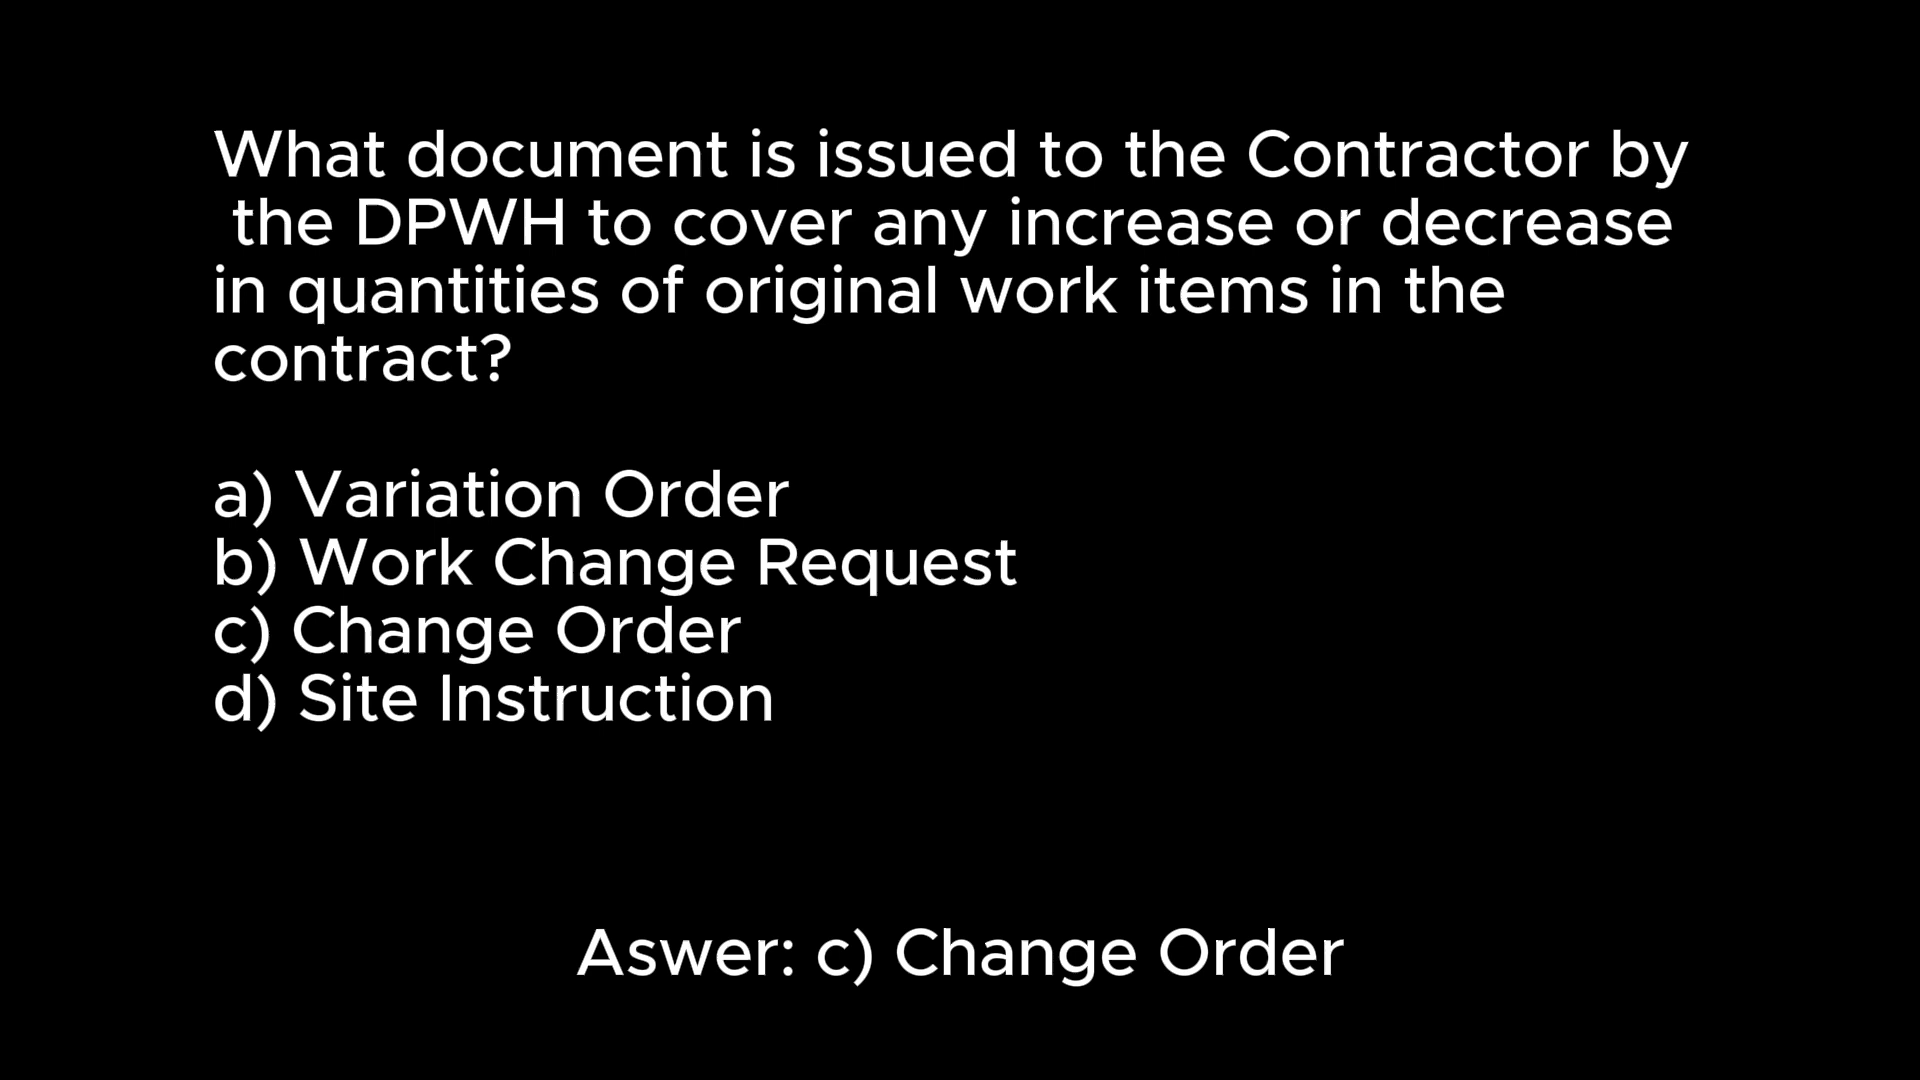 What document is issued to the Contractor by
the DPWH to cover any increase or decrease
in quantities of original work items in the
contract?
a) Variation Order
b) Work Change Request
c) Change Order
d) Site Instruction
Aswer: c) Change Order